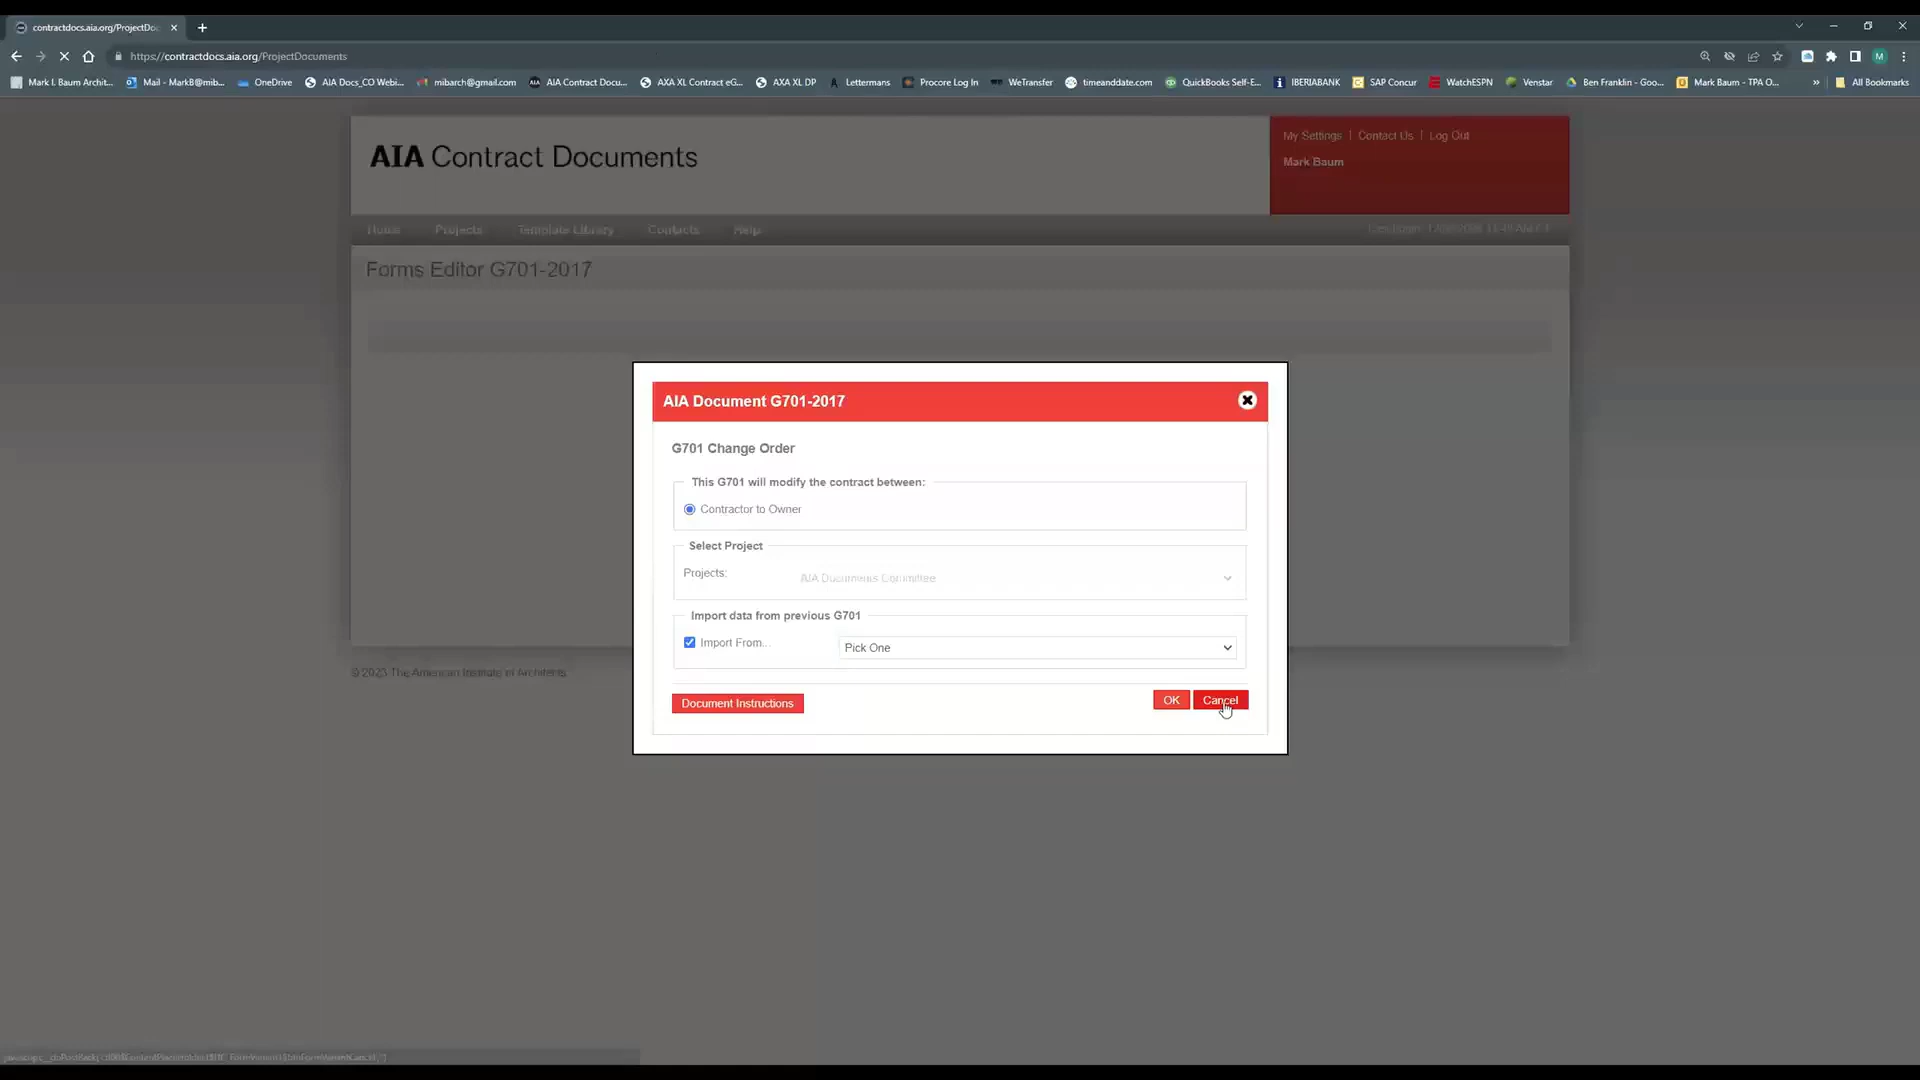 contractdocs.aia.org/ProjectDoc
https://contractdocs.aia.org/ProjectDocuments
Mark I. Baum Archit...
Mail - MarkB@mib...
OneDrive
AIA Docs_CO Webi...
mibarch@gmail.com
AIA Contract Docu...
AXA XL Contract eG...
AXA XL DP
Lettermans
Procore Log In
WeTransfer
timeanddate.com
QuickBooks Self-E...
IBERIABANK
SAP Concur
WatchESPN
Venstar
Ben Franklin - Goo...
Mark Baum - TPA O...
»
All Bookmarks
M
AIA Contract Documents
My Settings | Contact Us | Log Out
Mark Baum
Home Projects Template Library Contacts Help
Forms Editor G701-2017
AIA Document G701-2017
G701 Change Order
This G701 will modify the contract between:
Contractor to Owner
Select Project
Projects: AIA Documents Committee
Import data from previous G701
Import From... Pick One
Document Instructions OK Cancel
© 2023 The American Institute of Architects